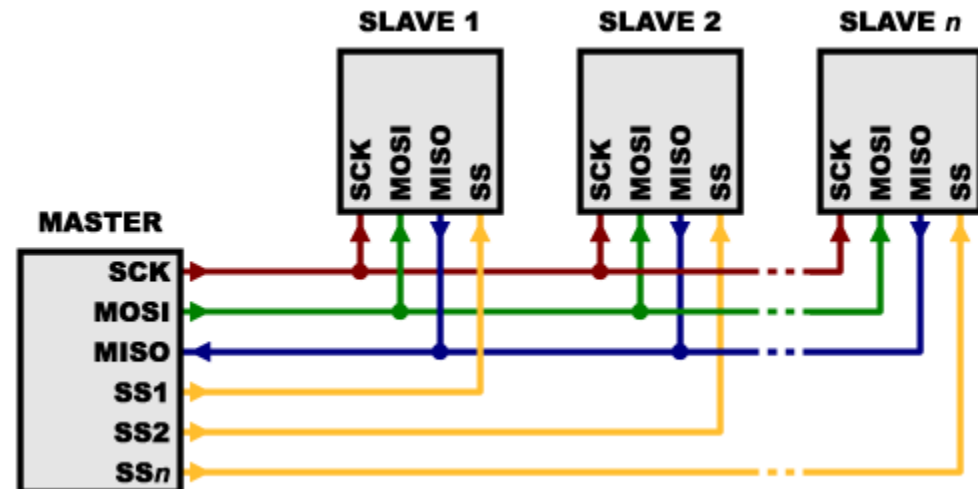 SLAVE 1 SLAVE 2 SLAVE n
SCK MOSI MISO SS
SCK MOSI MISO SS
SCK MOSI MISO SS
MASTER
SCK
MOSI
MISO
SS1
SS2
SSn